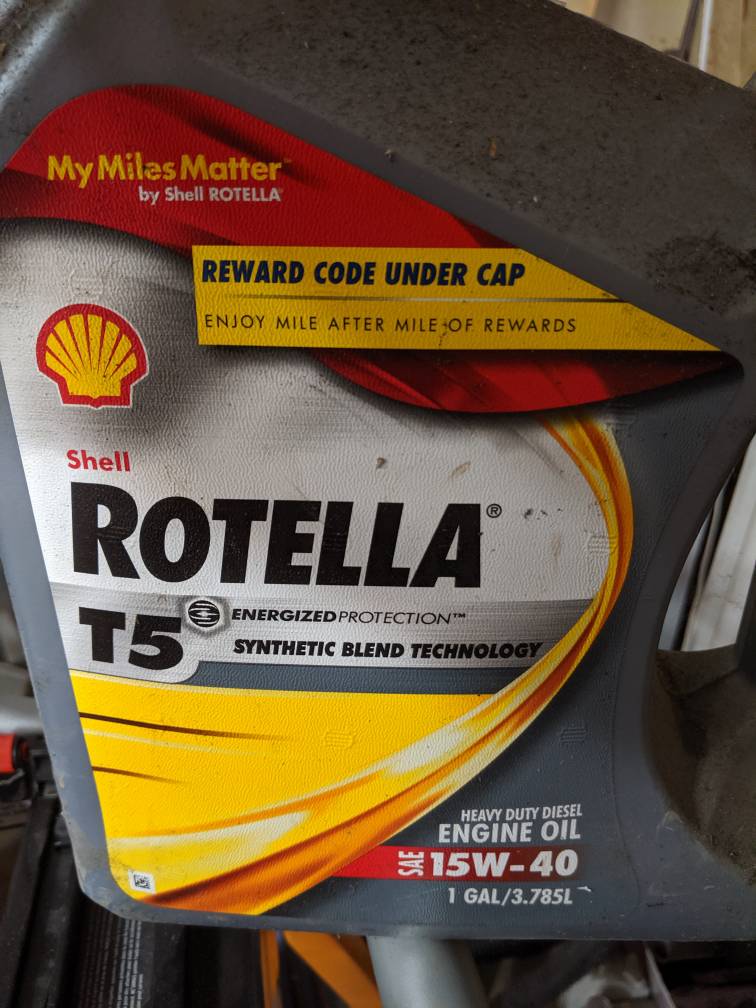 My Miles Matter™
by Shell ROTELLA®
REWARD CODE UNDER CAP
ENJOY MILE AFTER MILE OF REWARDS
Shell
ROTELLA®
T5 ENERGIZED PROTECTION™
SYNTHETIC BLEND TECHNOLOGY
HEAVY DUTY DIESEL
ENGINE OIL
SAE 15W-40
1 GAL/3.785L